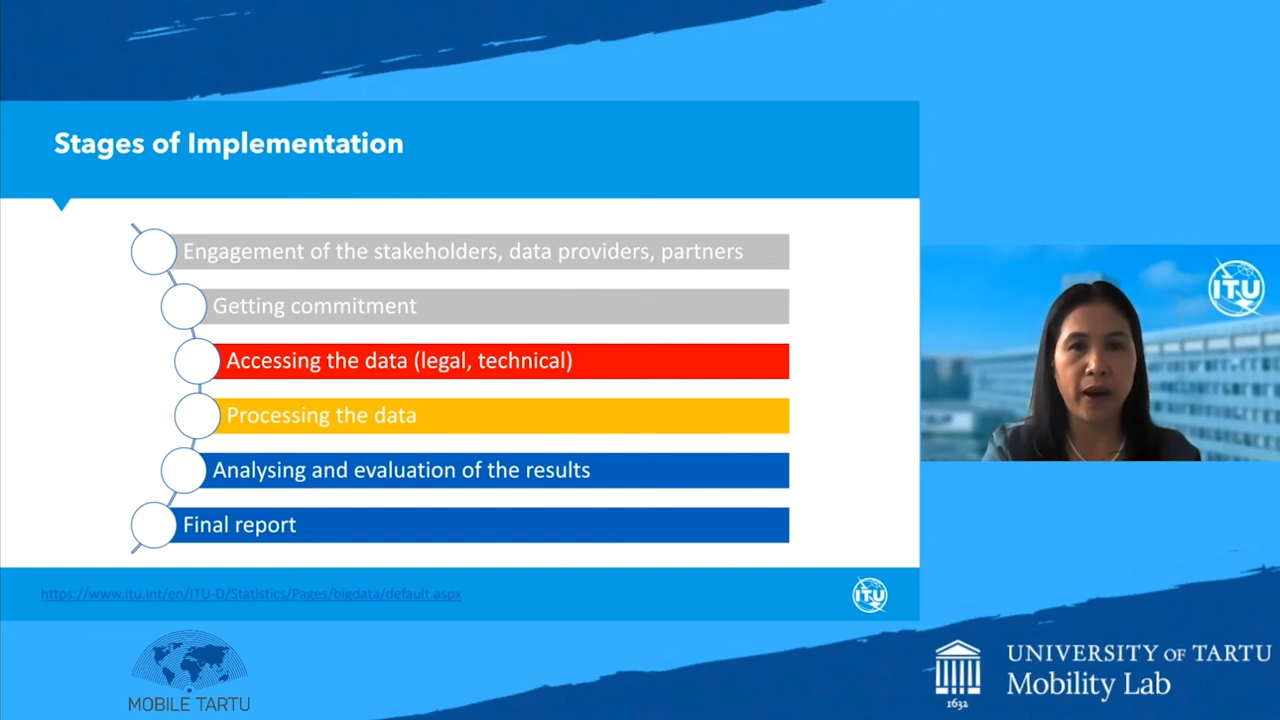 Stages of Implementation
Engagement of the stakeholders, data providers, partners
Getting commitment
Accessing the data (legal, technical)
Processing the data
Analysing and evaluation of the results
Final report
https://www.itu.int/en/ITU-D/Statistics/Pages/bigdata/default.aspx
ITU
ITU
MOBILE TARTU
1632
UNIVERSITY OF TARTU
Mobility Lab